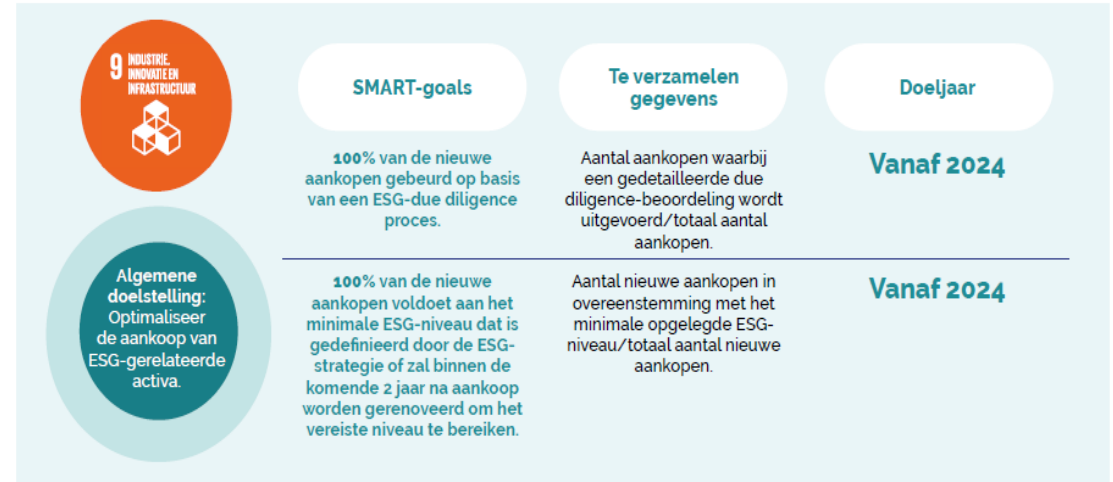 9 INDUSTRIE,
INNOVATIE EN
INFRASTRUCTUUR
SMART-goals
Te verzamelen
gegevens
Doeljaar
100% van de nieuwe
aankopen gebeurd op basis
van een ESG-due diligence
proces.
Aantal aankopen waarbij
een gedetailleerde due
diligence-beoordeling wordt
uitgevoerd/totaal aantal
aankopen.
Vanaf 2024
Algemene
doelstelling:
Optimaliseer
de aankoop van
ESG-gerelateerde
activa.
100% van de nieuwe
aankopen voldoet aan het
minimale ESG-niveau dat is
gedefinieerd door de ESG-
strategie of zal binnen de
komende 2 jaar na aankoop
worden gerenoveerd om het
vereiste niveau te bereiken.
Aantal nieuwe aankopen in
overeenstemming met het
minimale opgelegde ESG-
niveau/totaal aantal nieuwe
aankopen.
Vanaf 2024